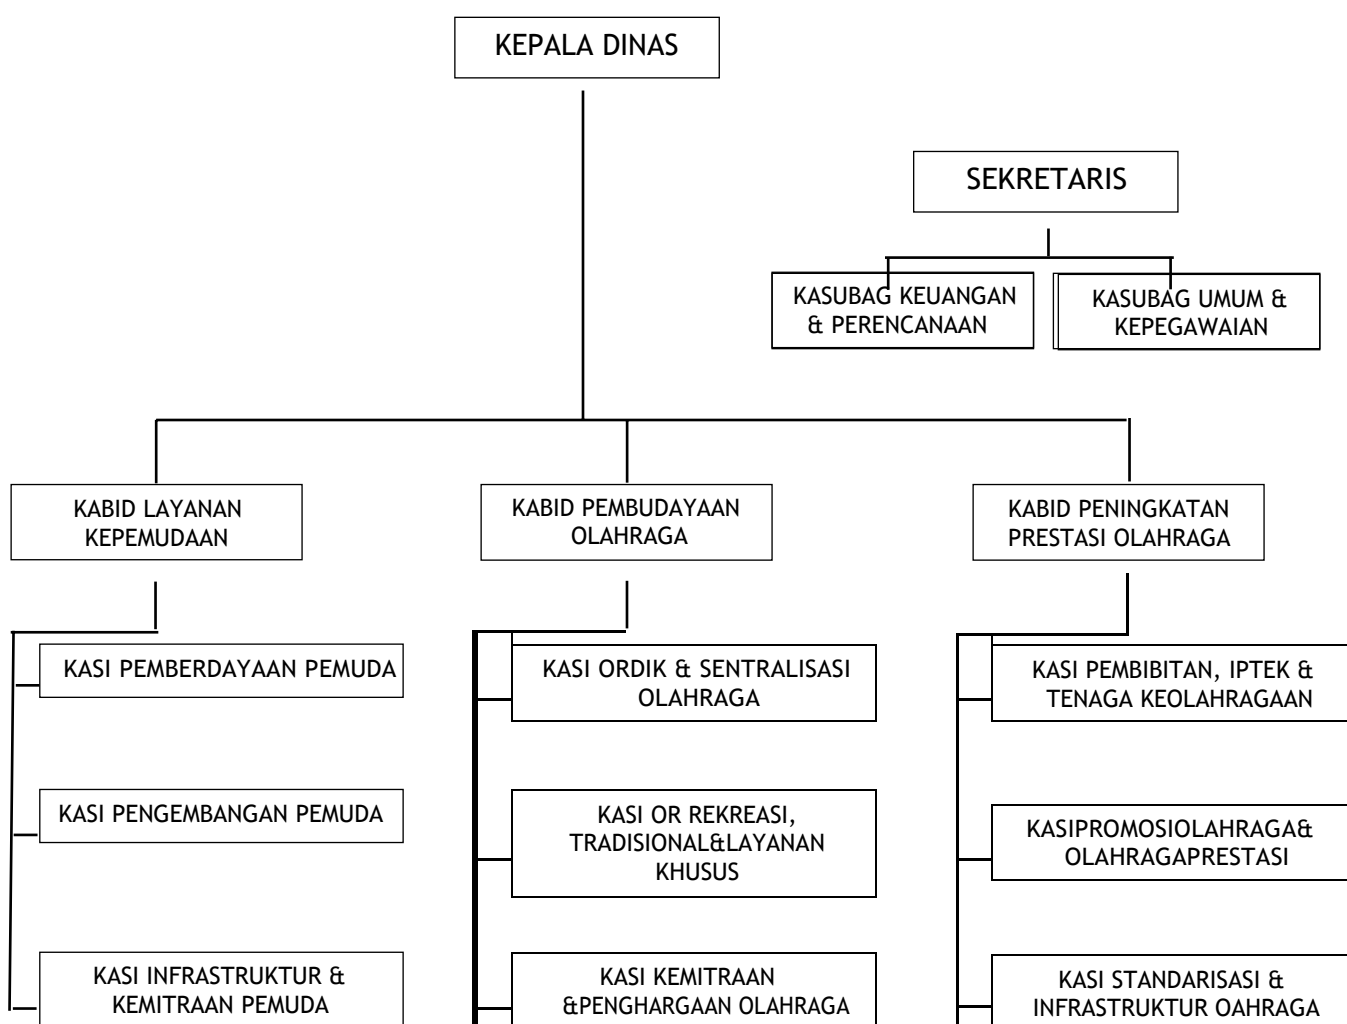 KEPALA DINAS
SEKRETARIS
KASUBAG KEUANGAN
& PERENCANAAN
KASUBAG UMUM &
KEPEGAWAIAN
KABID LAYANAN
KEPEMUDAAN
KABID PEMBUDAYAAN
OLAHRAGA
KABID PENINGKATAN
PRESTASI OLAHRAGA
KASI PEMBERDAYAAN PEMUDA
KASI ORDIK & SENTRALISASI
OLAHRAGA
KASI PEMBIBITAN, IPTEK &
TENAGA KEOLAHRAGAAN
KASI PENGEMBANGAN PEMUDA
KASI OR REKREASI,
TRADISIONAL&LAYANAN
KHUSUS
KASIPROMOSIOLAHRAGA&
OLAHRAGAPRESTASI
KASI INFRASTRUKTUR &
KEMITRAAN PEMUDA
KASI KEMITRAAN
&PENGHARGAAN OLAHRAGA
KASI STANDARISASI &
INFRASTRUKTUR OAHRAGA